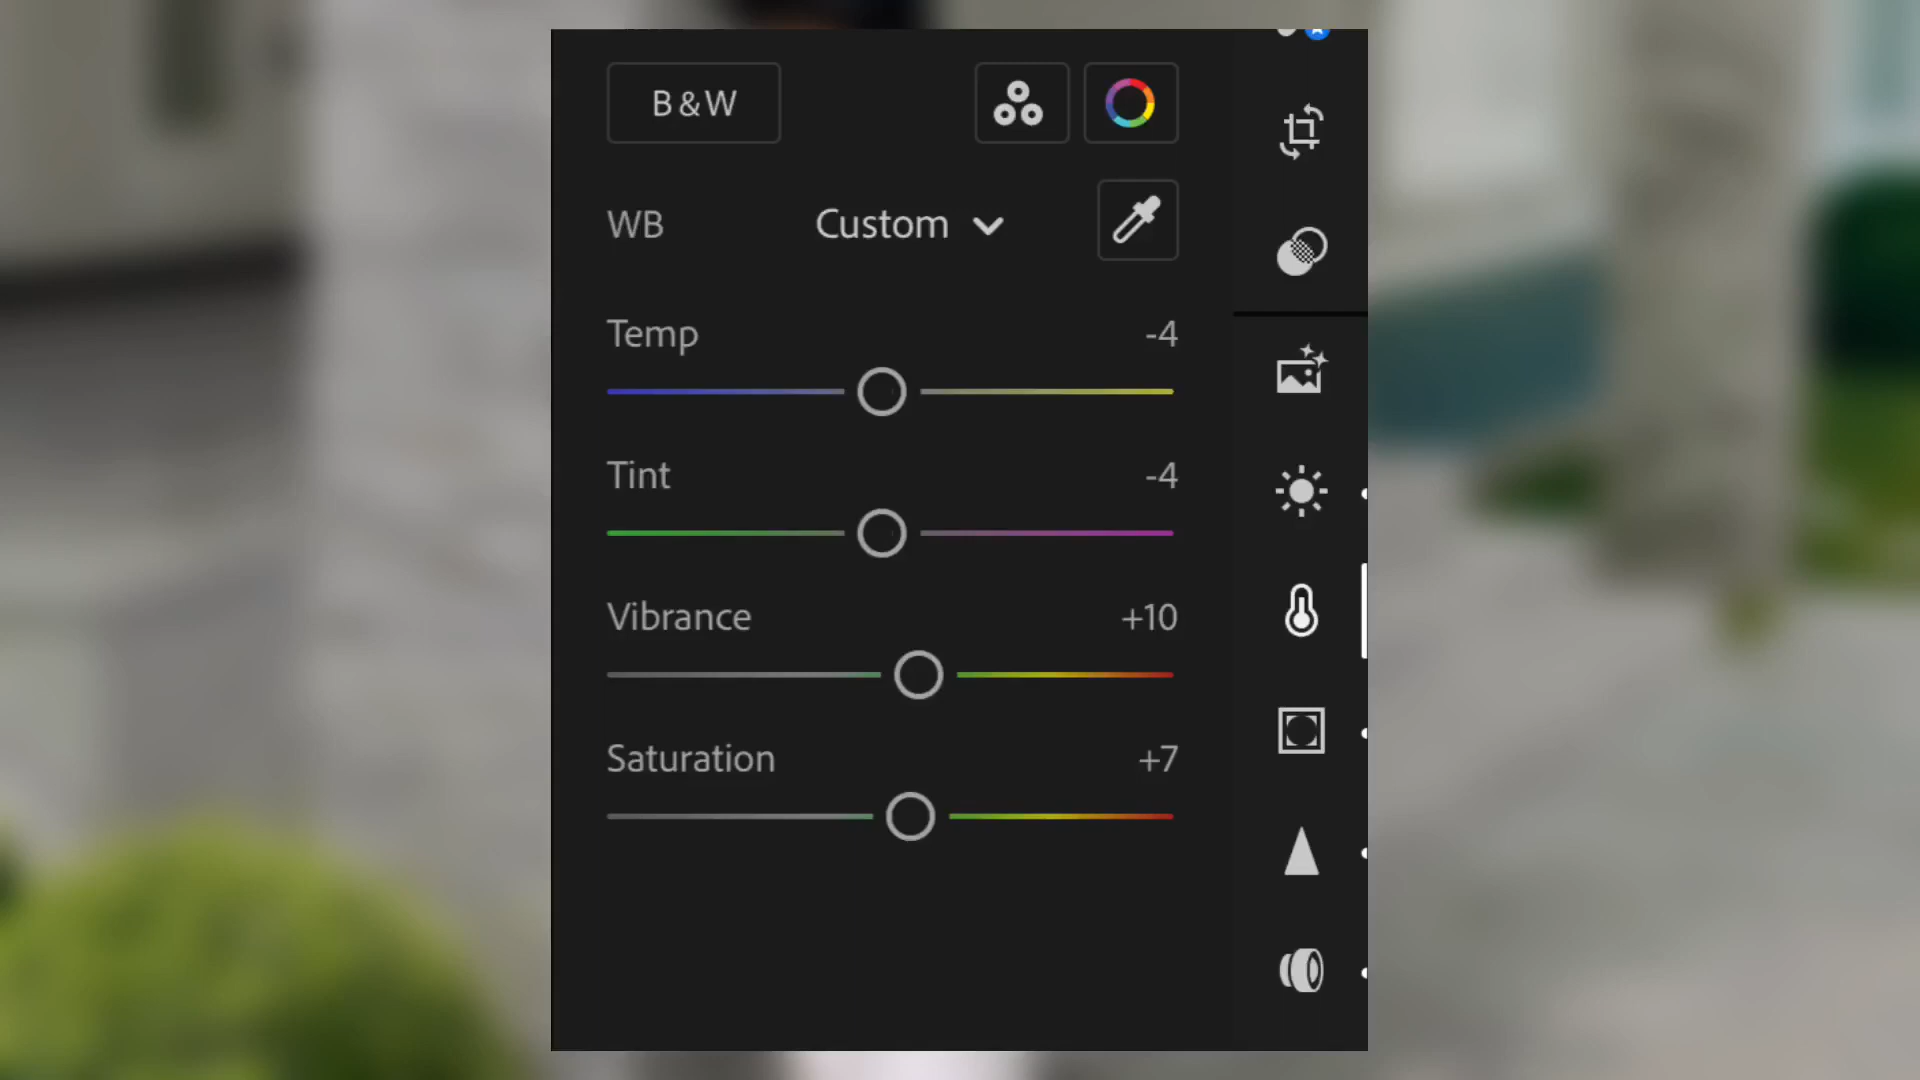 B&W
WB Custom
Temp -4
Tint -4
Vibrance +10
Saturation +7